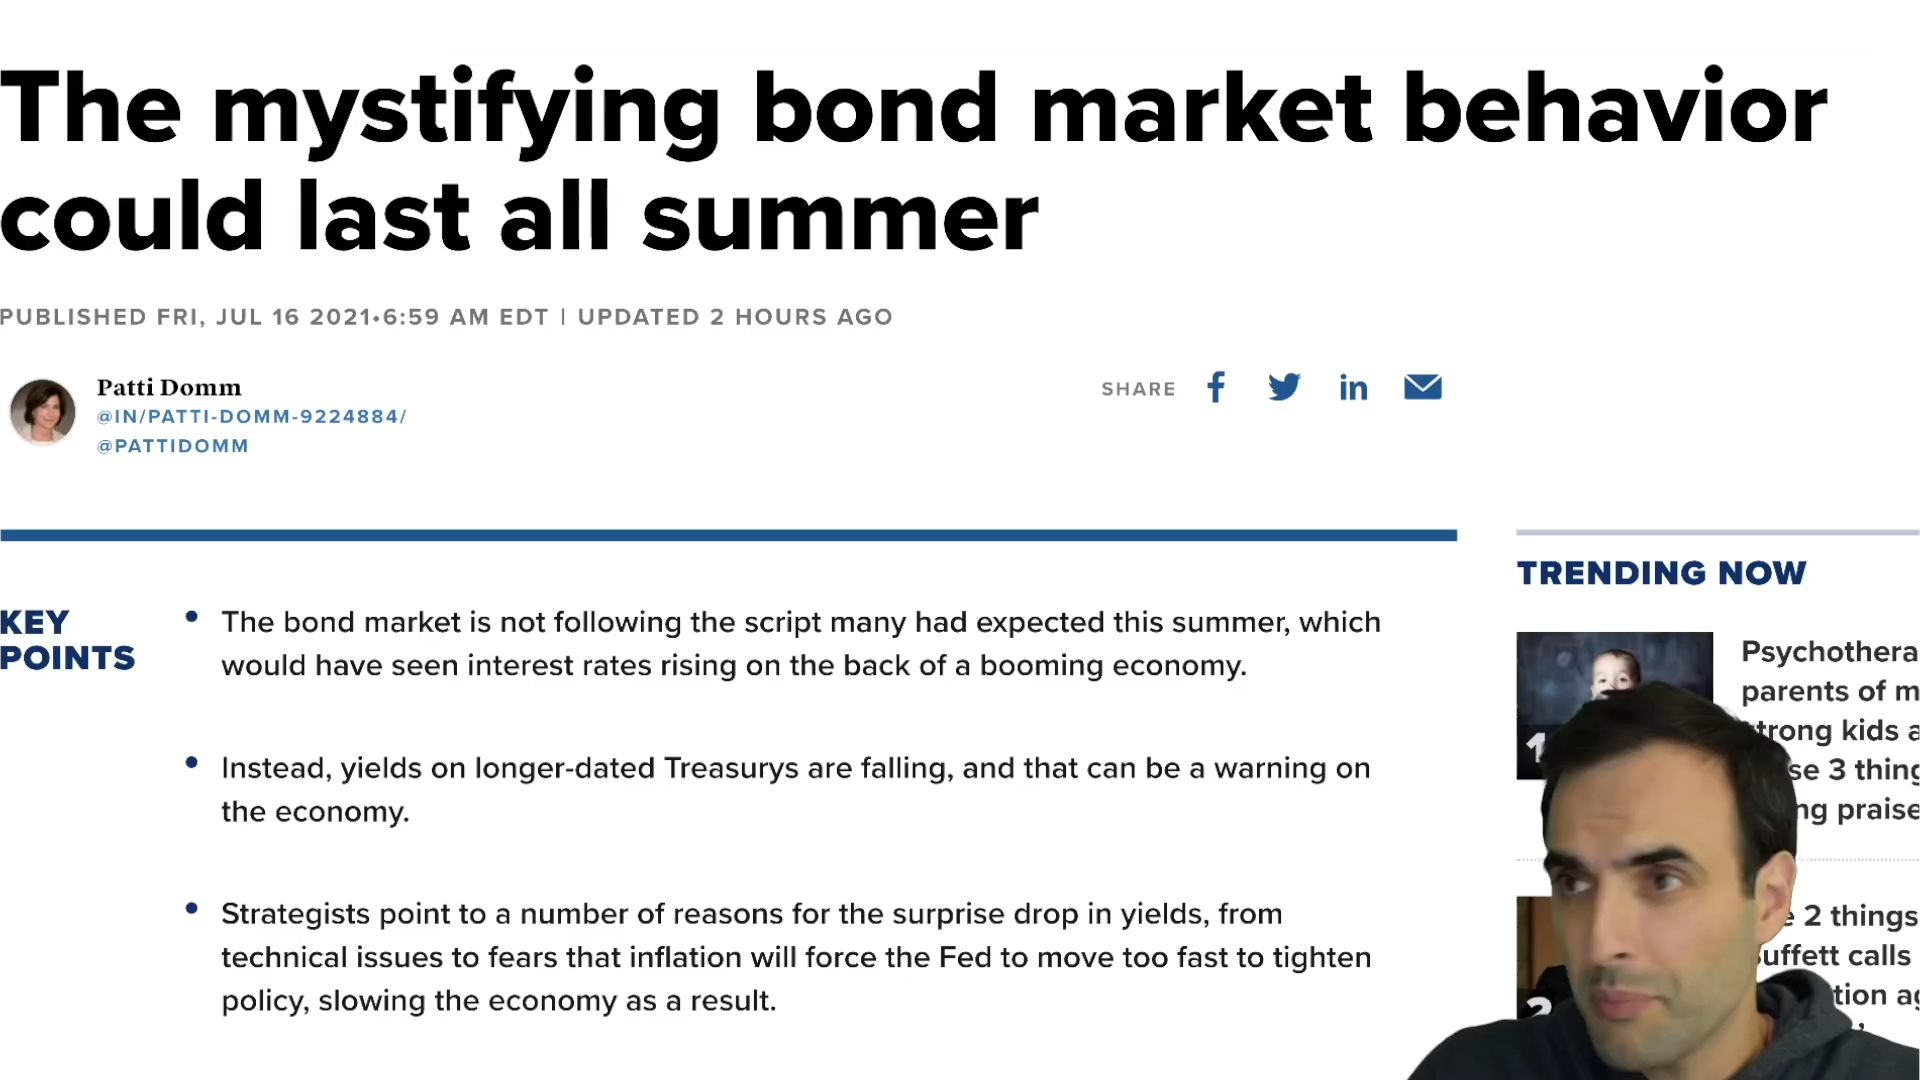 The mystifying bond market behavior
could last all summer
PUBLISHED FRI, JUL 16 2021•6:59 AM EDT | UPDATED 2 HOURS AGO
Patti Domm
@IN/PATTI-DOMM-9224884/
@PATTIDOMM
SHARE
KEY
POINTS
• The bond market is not following the script many had expected this summer, which
would have seen interest rates rising on the back of a booming economy.
• Instead, yields on longer-dated Treasurys are falling, and that can be a warning on
the economy.
• Strategists point to a number of reasons for the surprise drop in yields, from
technical issues to fears that inflation will force the Fed to move too fast to tighten
policy, slowing the economy as a result.
TRENDING NOW
1
parents of m
strong kids a
3 thing
praise
2
2 things
calls